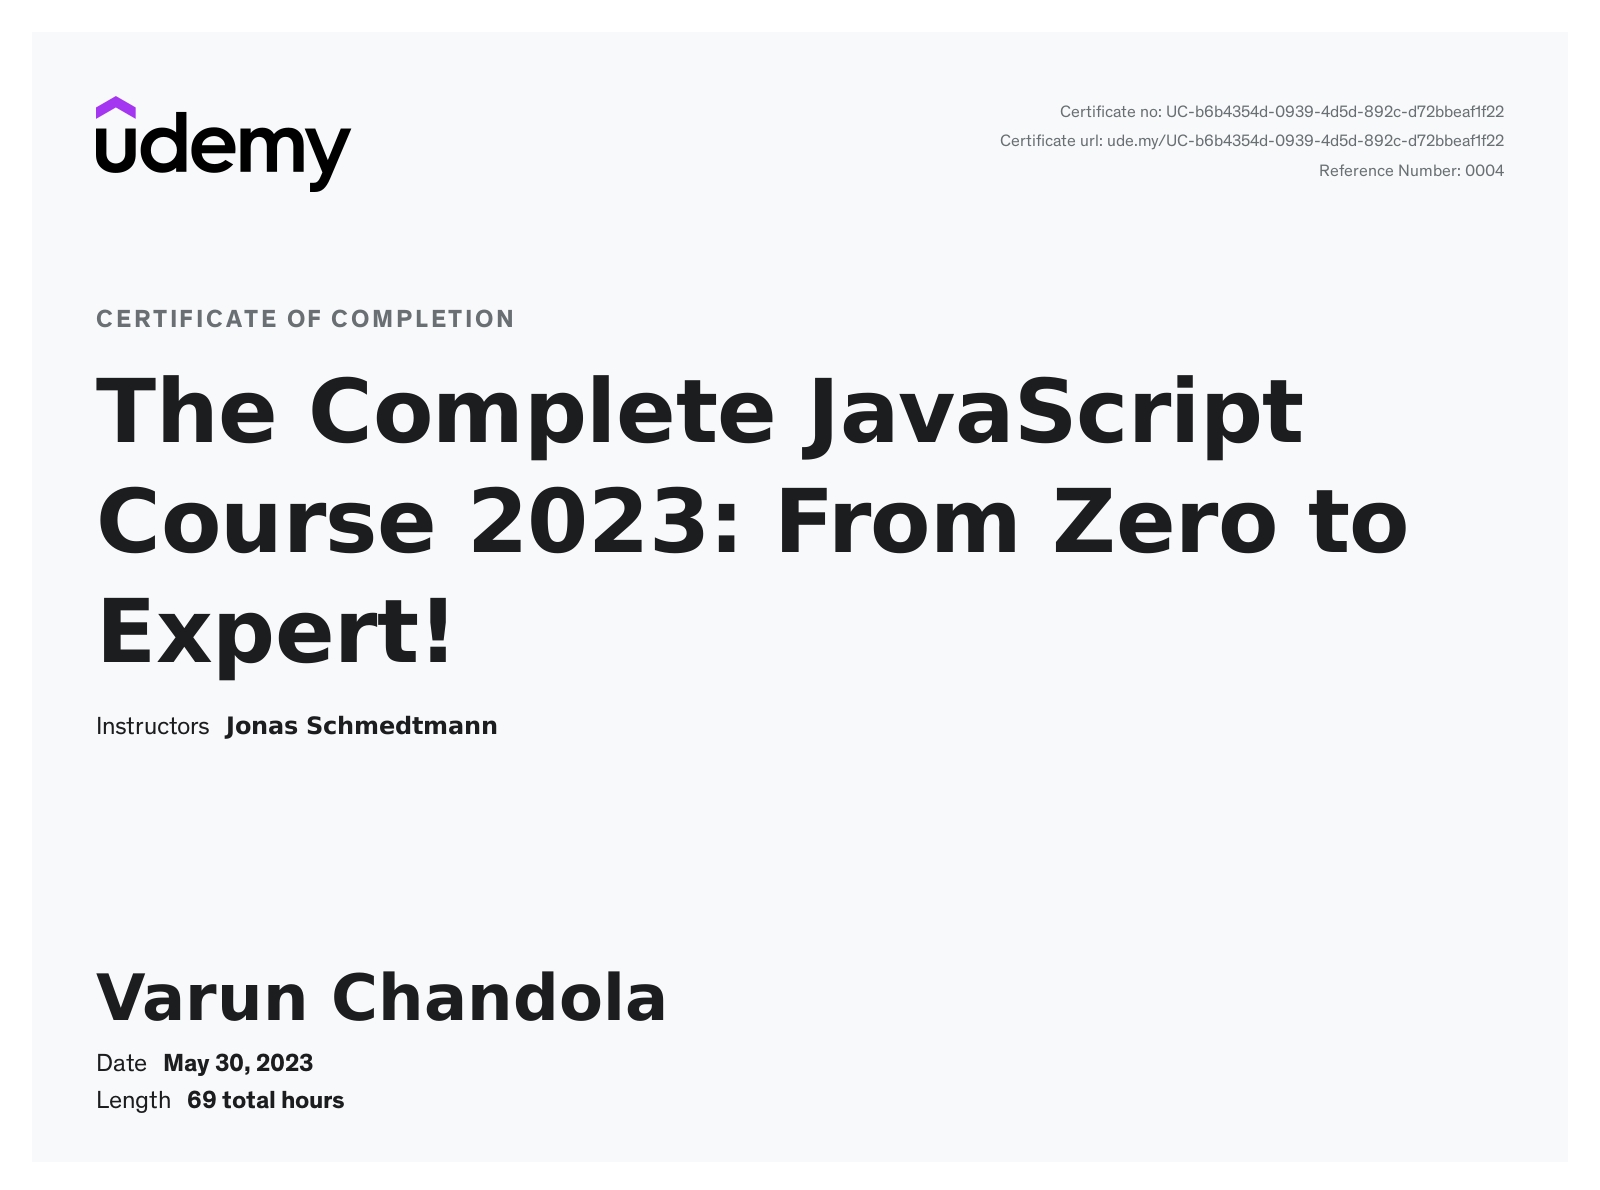 udemy
Certificate no: UC-b6b4354d-0939-4d5d-892c-d72bbeaf1f22
Certificate url: ude.my/UC-b6b4354d-0939-4d5d-892c-d72bbeaf1f22
Reference Number: 0004
CERTIFICATE OF COMPLETION
The Complete JavaScript
Course 2023: From Zero to
Expert!
Instructors Jonas Schmedtmann
Varun Chandola
Date May 30, 2023
Length 69 total hours